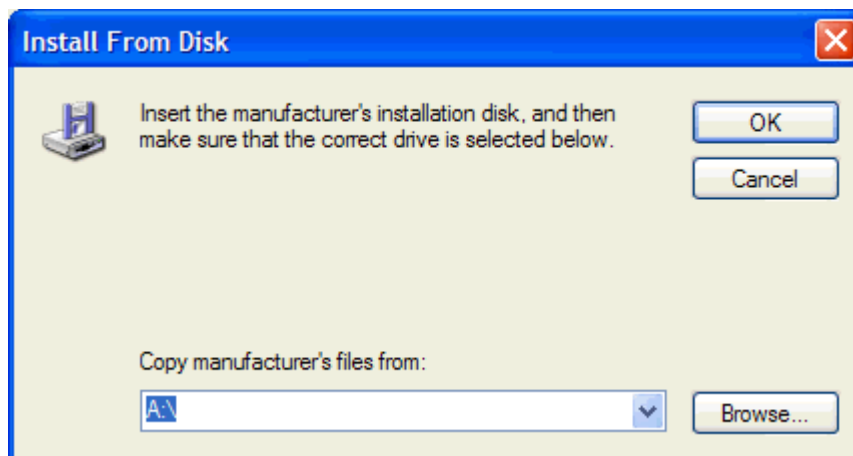 Install From Disk
Insert the manufacturer's installation disk, and then
make sure that the correct drive is selected below.
OK
Cancel
Copy manufacturer's files from:
A:\
Browse...